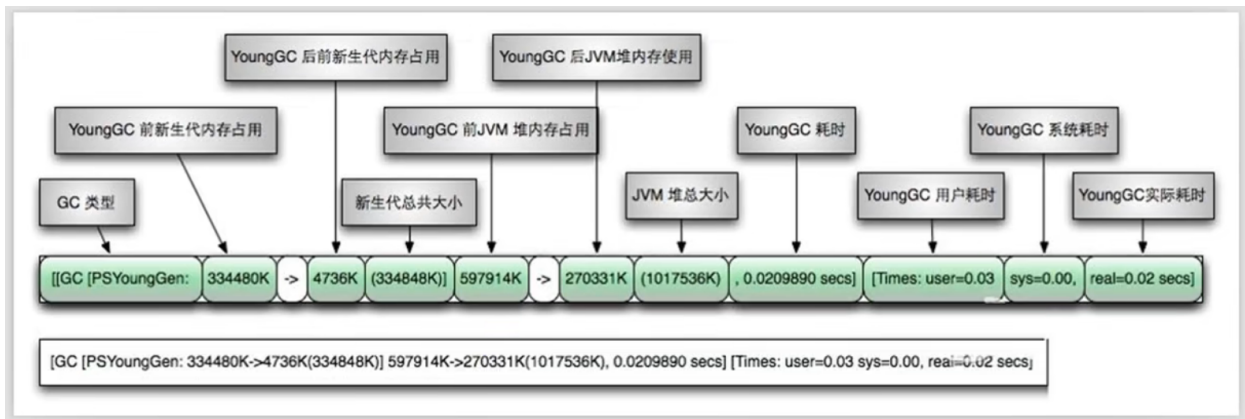 YoungGC 后前新生代内存占用
YoungGC 后JVM堆内存使用
YoungGC 前新生代内存占用
YoungGC 前JVM 堆内存占用
YoungGC 耗时
YoungGC 系统耗时
GC 类型
新生代总共大小
JVM 堆总大小
YoungGC 用户耗时
YoungGC实际耗时
[[GC [PSYoungGen: 334480K -> 4736K (334848K)] 597914K -> 270331K (1017536K) , 0.0209890 secs] [Times: user=0.03 sys=0.00, real=0.02 secs]
[GC [PSYoungGen: 334480K->4736K(334848K)] 597914K->270331K(1017536K), 0.0209890 secs] [Times: user=0.03 sys=0.00, real=0.02 secs]